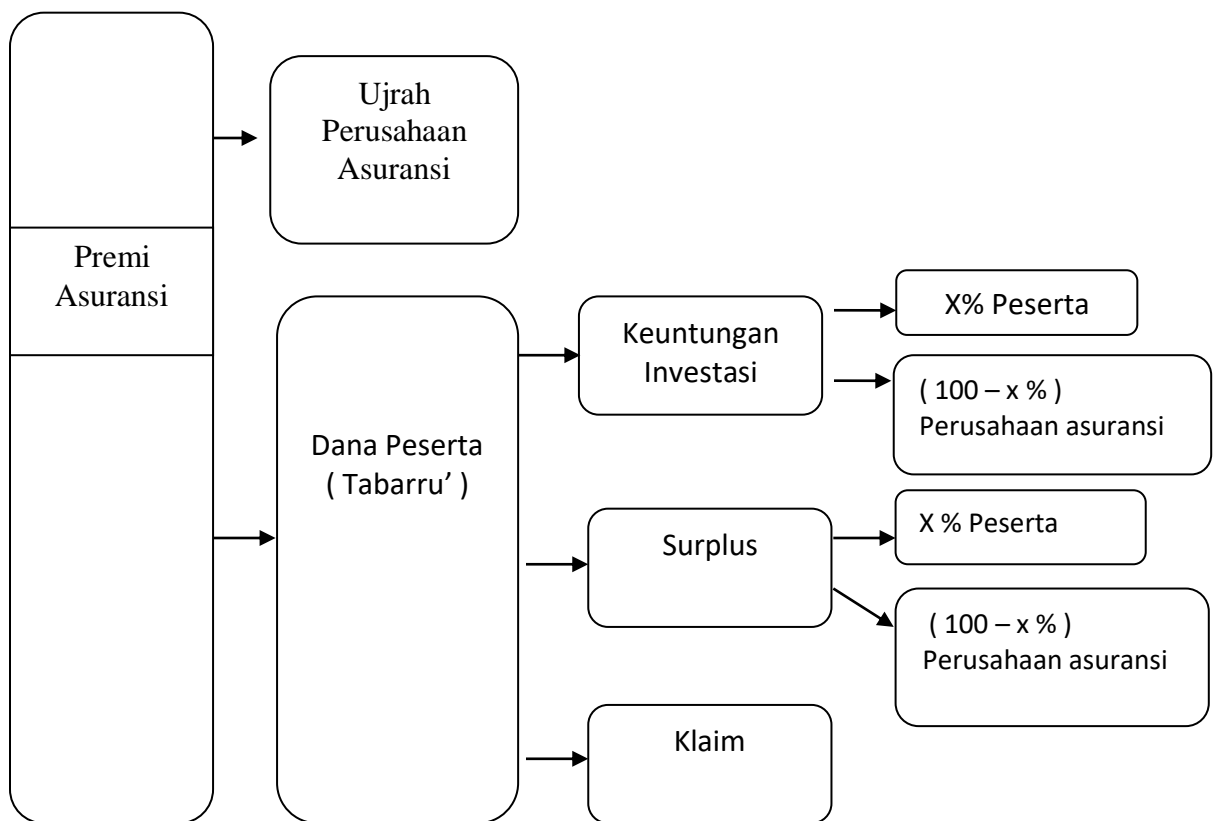 Ujrah
Perusahaan
Asuransi
Premi
Asuransi
Dana Peserta
( Tabarru’ )
Keuntungan
Investasi
X% Peserta
( 100 – x % )
Perusahaan asuransi
Surplus
X % Peserta
( 100 – x % )
Perusahaan asuransi
Klaim